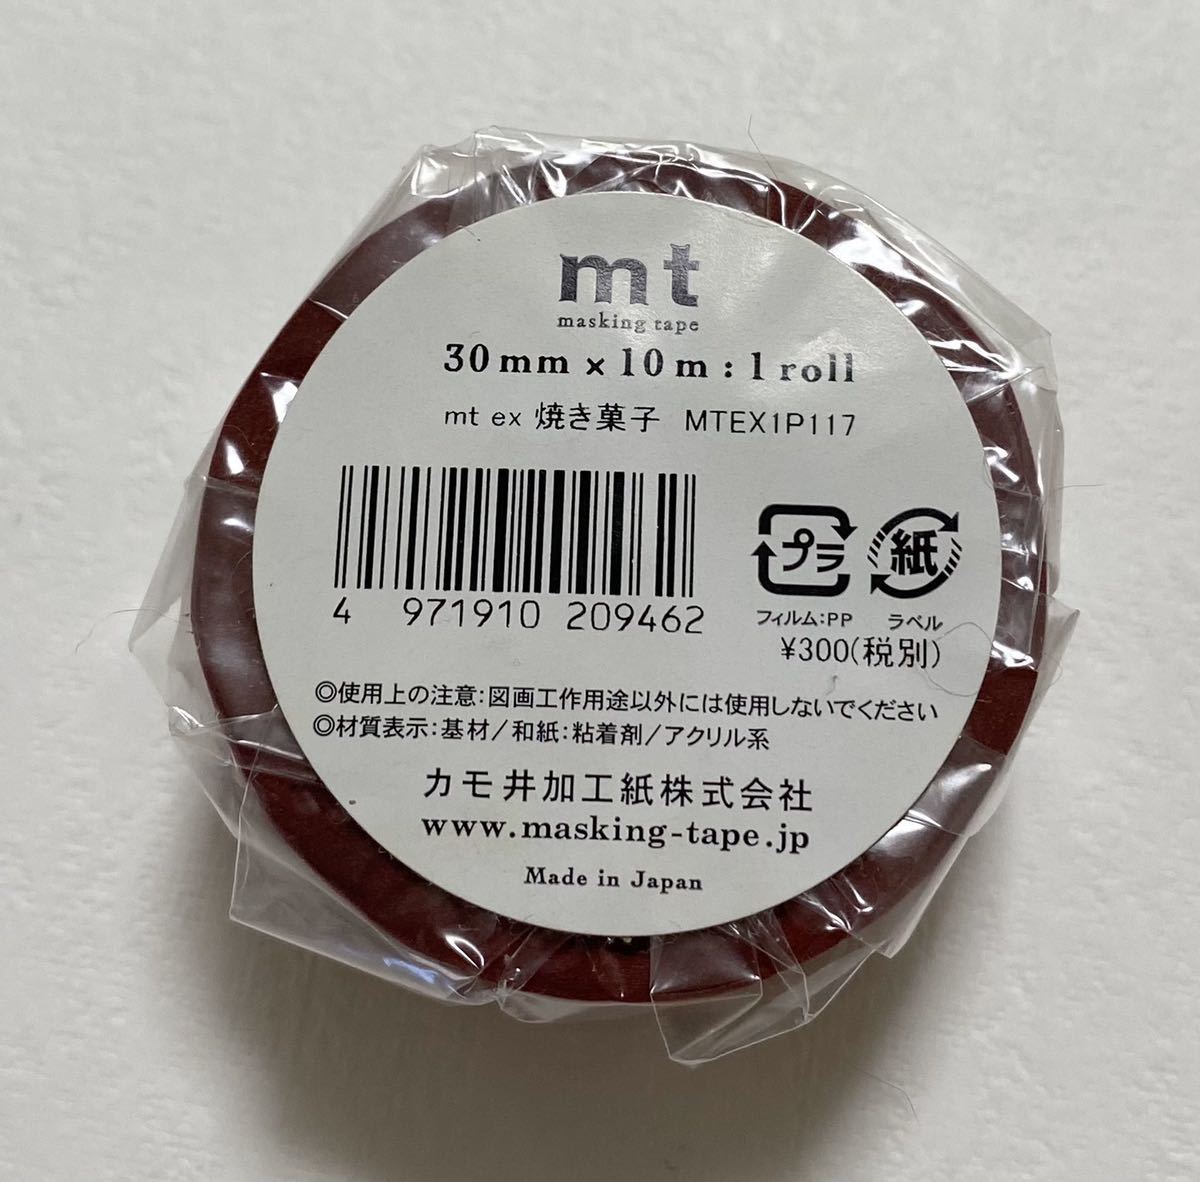 mt
masking tape
30mm×10m:1roll
mt ex 焼き菓子 MTEX1P117
4 971910 209462
プラ 紙
フィルム:PP ラベル
¥300(税別)
◎使用上の注意:図画工作用途以外には使用しないでください
◎材質表示:基材/和紙:粘着剤/アクリル系
カモ井加工紙株式会社
www.masking-tape.jp
Made in Japan